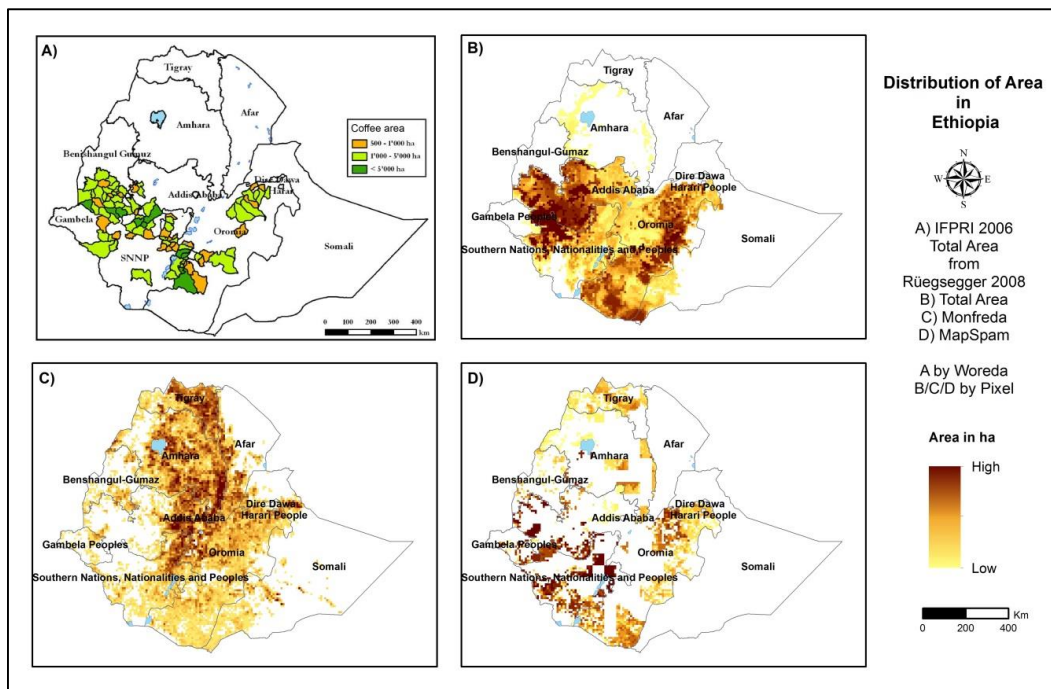 A)
Tigray
Afar
Amhara
Benishangul Gumuz
Coffee area
500 - 1'000 ha
1'000 - 5'000 ha
< 5'000 ha
Dire Dawa
Harari
Addis Ababa
Gambela
Oromia
Somali
SNNP
0 100 200 300 400
km
B)
Tigray
Afar
Amhara
Benshangul-Gumaz
Dire Dawa
Addis Ababa
Harari People
Gambela Peoples
Oromia
Southern Nations, Nationalities and Peoples
Somali
C)
Tigray
Afar
Amhara
Benshangul-Gumaz
Dire Dawa
Harari People
Addis Ababa
Gambela Peoples
Oromia
Somali
Southern Nations, Nationalities and Peoples
D)
Tigray
Afar
Amhara
Benshangul-Gumaz
Dire Dawa
Addis Ababa
Harari People
Gambela Peoples
Oromia
Somali
Southern Nations, Nationalities and Peoples
Distribution of Area
in
Ethiopia
N
W E
S
A) IFPRI 2006
Total Area
from
Rüegsegger 2008
B) Total Area
C) Monfreda
D) MapSpam
A by Woreda
B/C/D by Pixel
Area in ha
High
Low
0 200 400
Km